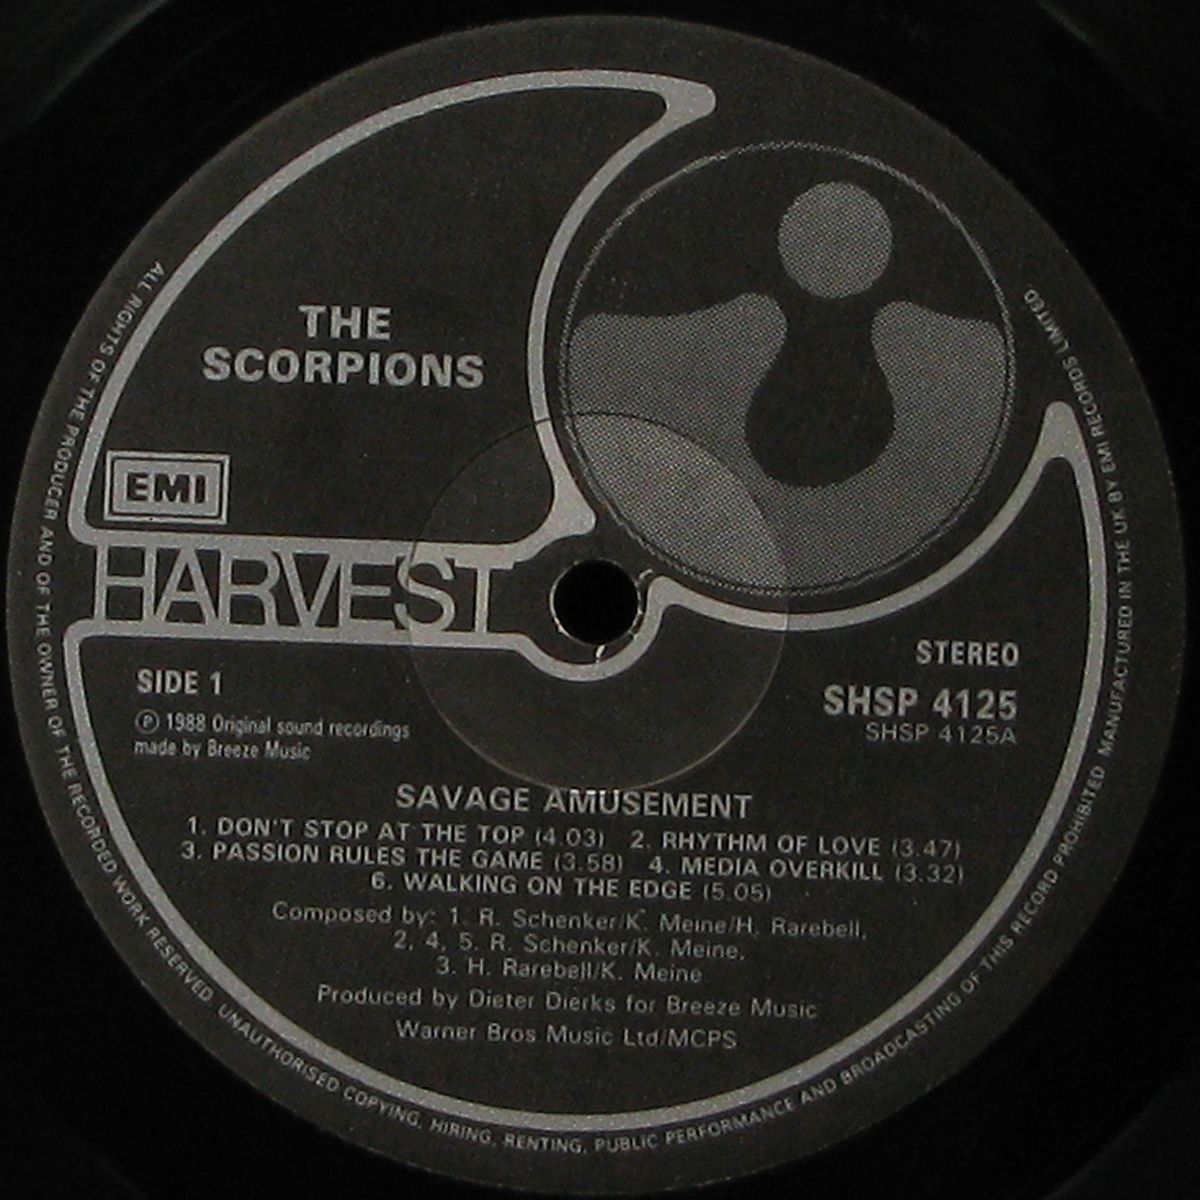 THE
SCORPIONS
EMI
HARVEST
SIDE 1
Ⓟ 1988 Original sound recordings
made by Breeze Music
STEREO
SHSP 4125
SHSP 4125A
SAVAGE AMUSEMENT
1. DON'T STOP AT THE TOP (4.03) 2. RHYTHM OF LOVE (3.47)
3. PASSION RULES THE GAME (3.58) 4. MEDIA OVERKILL (3.32)
6. WALKING ON THE EDGE (5.05)
Composed by: 1. R. Schenker/K. Meine/H. Rarebell,
2, 4, 5. R. Schenker/K. Meine,
3. H. Rarebell/K. Meine
Produced by Dieter Dierks for Breeze Music
Warner Bros Music Ltd/MCPS
ALL RIGHTS OF THE PRODUCER AND OF THE OWNER OF THE RECORDED WORK RESERVED. UNAUTHORISED COPYING, HIRING, RENTING, PUBLIC PERFORMANCE AND BROADCASTING OF THIS RECORD PROHIBITED MANUFACTURED IN THE UK BY EMI RECORDS LIMITED